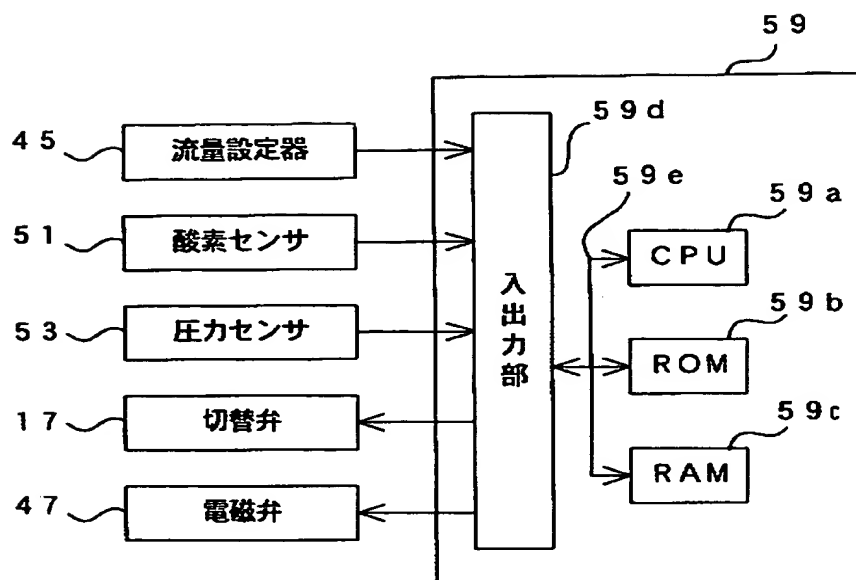 ５９
４５
流量設定器
５９ｄ
５９ｅ
５９ａ
５１
酸素センサ
ＣＰＵ
入出力部
５３
圧力センサ
５９ｂ
ＲＯＭ
１７
切替弁
５９ｃ
ＲＡＭ
４７
電磁弁